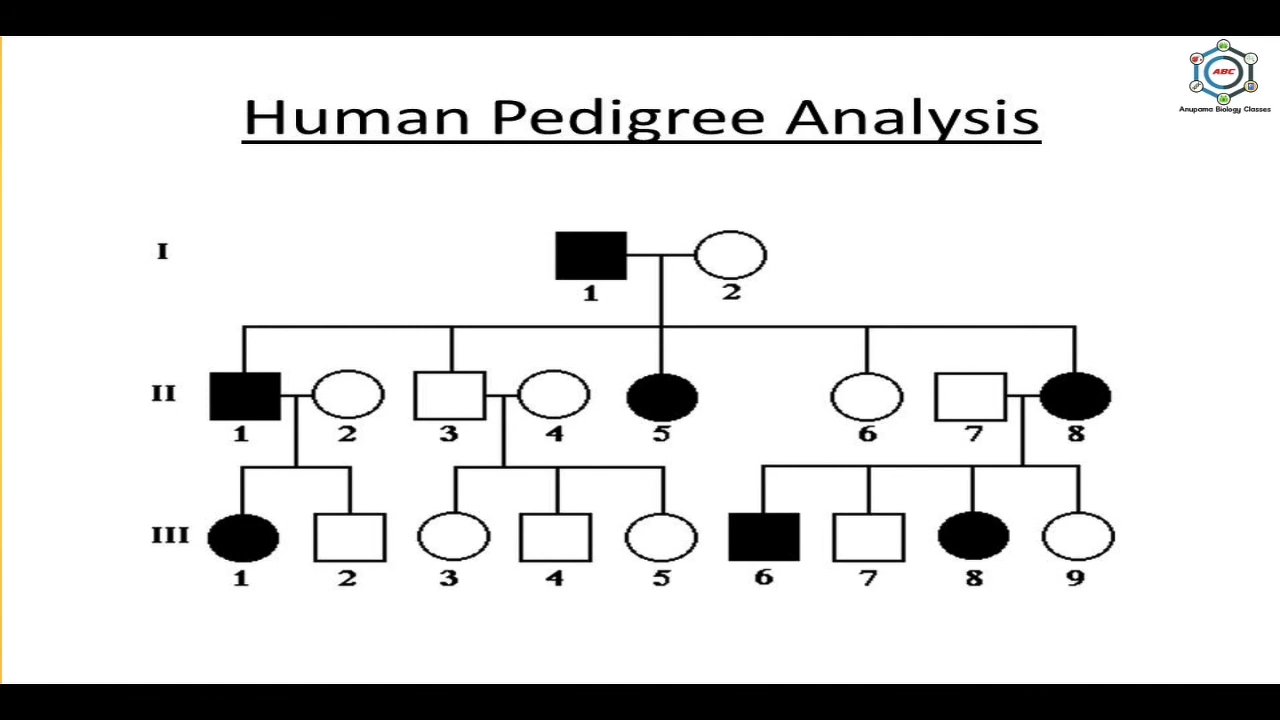 ABC
Anupama Biology Classes
Human Pedigree Analysis
I
1 2
II
1 2 3 4 5 6 7 8
III
1 2 3 4 5 6 7 8 9